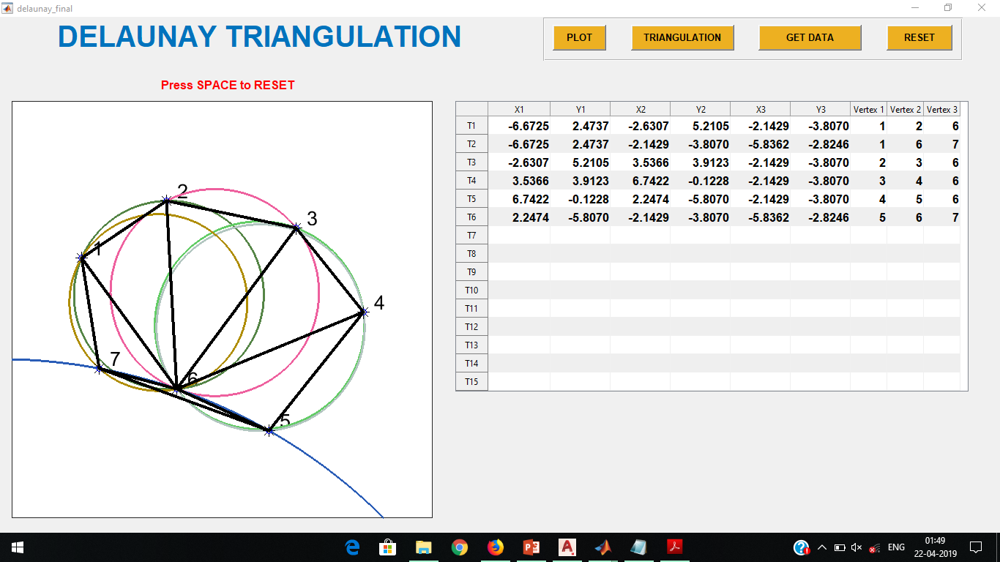 delaunay_final
DELAUNAY TRIANGULATION
PLOT TRIANGULATION GET DATA RESET
Press SPACE to RESET
X1 Y1 X2 Y2 X3 Y3 Vertex 1 Vertex 2 Vertex 3
T1 -6.6725 2.4737 -2.6307 5.2105 -2.1429 -3.8070 1 2 6
T2 -6.6725 2.4737 -2.1429 -3.8070 -5.8362 -2.8246 1 6 7
T3 -2.6307 5.2105 3.5366 3.9123 -2.1429 -3.8070 2 3 6
T4 3.5366 3.9123 6.7422 -0.1228 -2.1429 -3.8070 3 4 6
T5 6.7422 -0.1228 2.2474 -5.8070 -2.1429 -3.8070 4 5 6
T6 2.2474 -5.8070 -2.1429 -3.8070 -5.8362 -2.8246 5 6 7
T7
T8
T9
T10
T11
T12
T13
T14
T15
2
3
1
4
7
6
5
ENG
01:49
22-04-2019